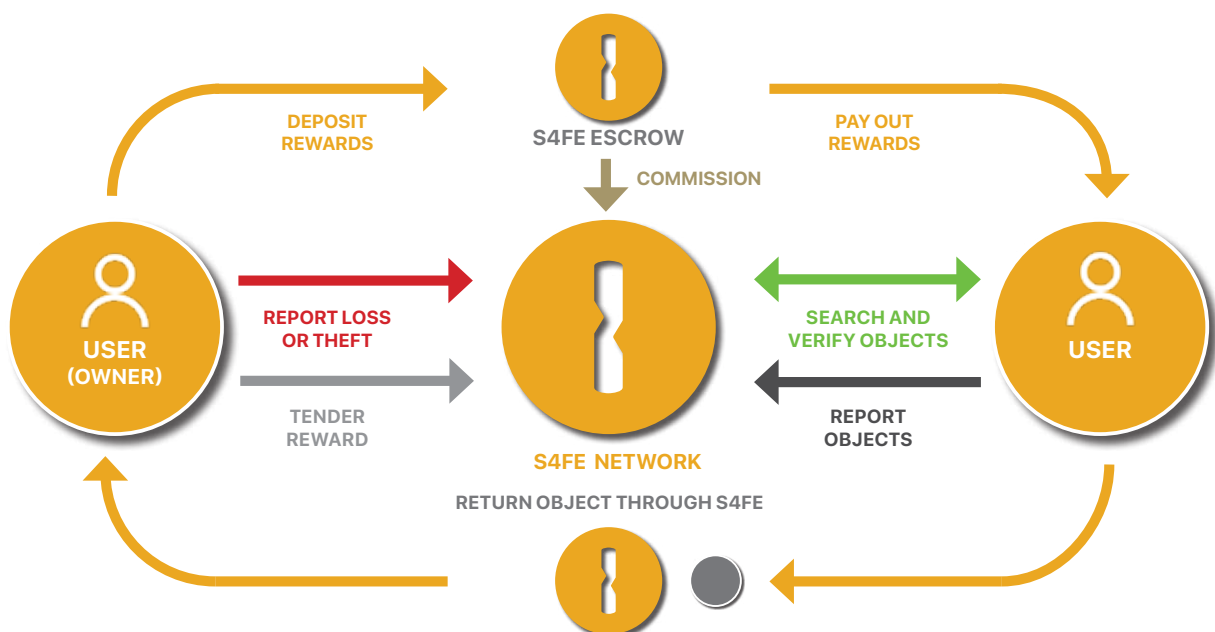 DEPOSIT
REWARDS
S4FE ESCROW
PAY OUT
REWARDS
COMMISSION
USER
(OWNER)
REPORT LOSS
OR THEFT
TENDER
REWARD
SEARCH AND
VERIFY OBJECTS
REPORT
OBJECTS
USER
S4FE NETWORK
RETURN OBJECT THROUGH S4FE